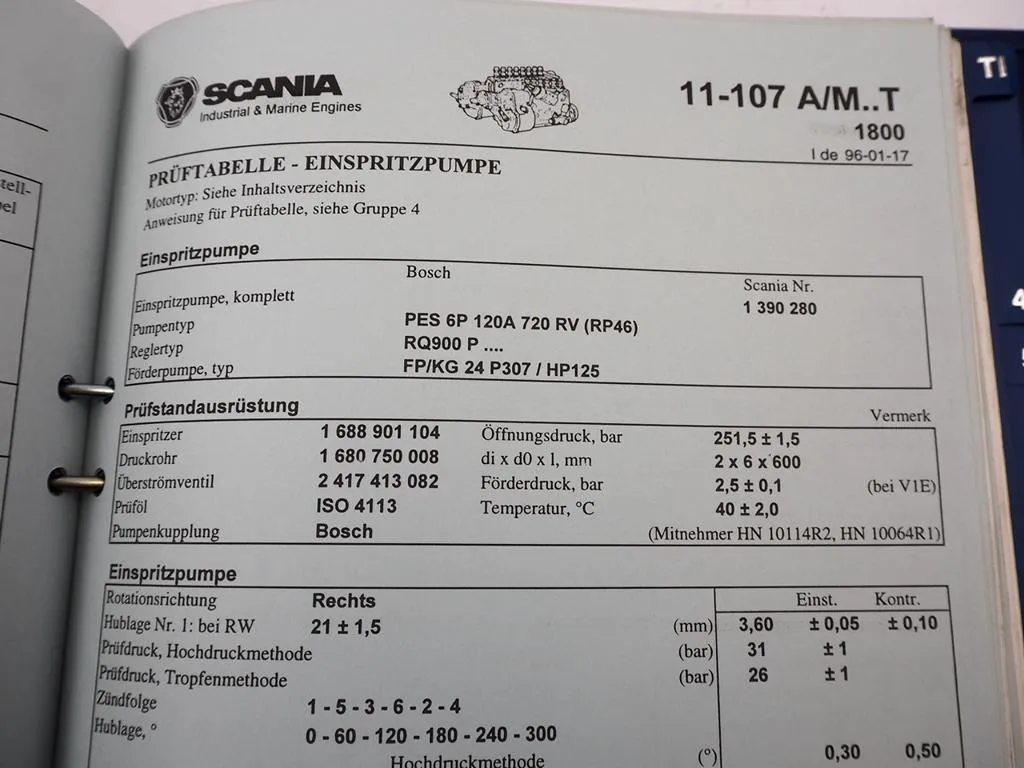 SCANIA
Industrial & Marine Engines
11-107 A/M..T
1800
I de 96-01-17
PRÜFTABELLE - EINSPRITZPUMPE
Motortyp: Siehe Inhaltsverzeichnis
Anweisung für Prüftabelle, siehe Gruppe 4
Einspritzpumpe
Bosch Scania Nr.
Einspritzpumpe, komplett 1 390 280
Pumpentyp PES 6P 120A 720 RV (RP46)
Reglertyp RQ900 P ....
Förderpumpe, typ FP/KG 24 P307 / HP125
Prüfstandausrüstung Vermerk
Einspritzer 1 688 901 104 Öffnungsdruck, bar 251,5 ± 1,5
Druckrohr 1 680 750 008 di x d0 x l, mm 2 x 6 x 600
Überströmventil 2 417 413 082 Förderdruck, bar 2,5 ± 0,1 (bei V1E)
Prüföl ISO 4113 Temperatur, °C 40 ± 2,0
Pumpenkupplung Bosch (Mitnehmer HN 10114R2, HN 10064R1)
Einspritzpumpe
Rotationsrichtung Rechts Einst. Kontr.
Hublage Nr. 1: bei RW 21 ± 1,5 (mm) 3,60 ± 0,05 ± 0,10
Prüfdruck, Hochdruckmethode (bar) 31 ± 1
Prüfdruck, Tropfenmethode (bar) 26 ± 1
Zündfolge 1 - 5 - 3 - 6 - 2 - 4
Hublage, ° 0 - 60 - 120 - 180 - 240 - 300
Hochdruckmethode (°) 0,30 0,50
tell-
el
TI
4